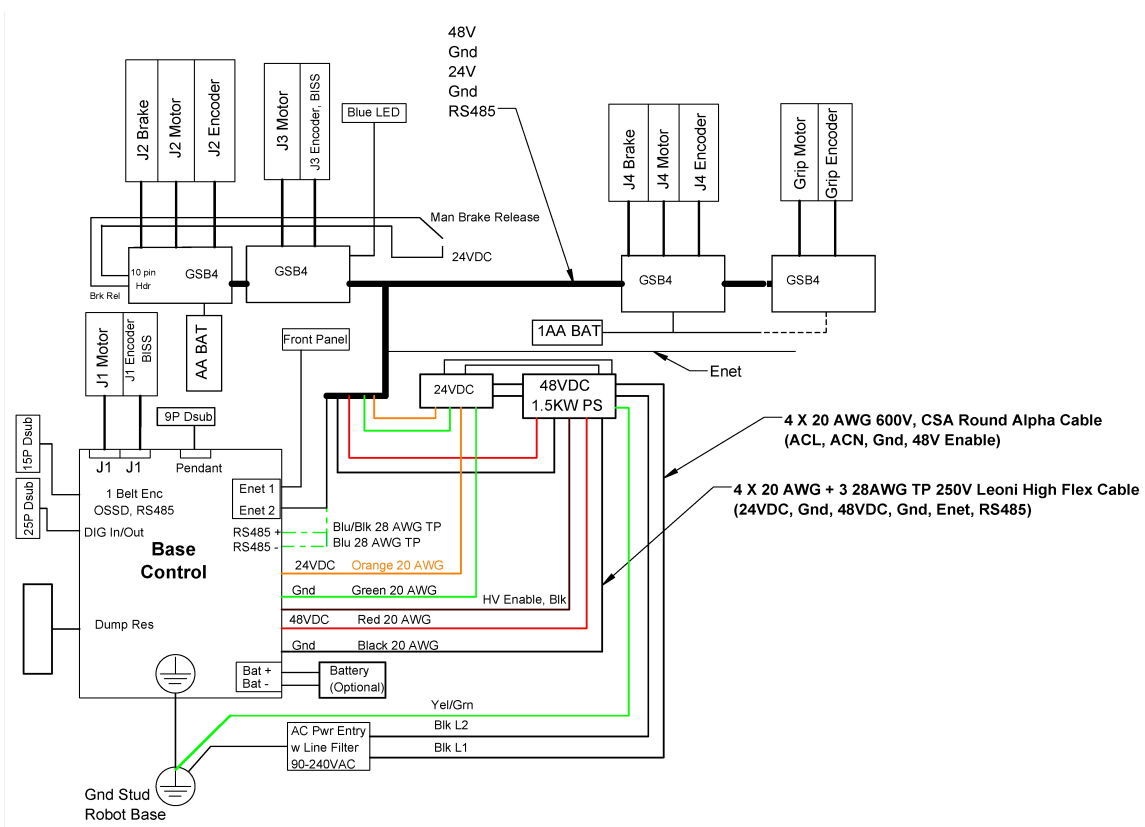 48V
Gnd
24V
Gnd
RS485
J2 Brake
J2 Motor
J2 Encoder
J3 Motor
J3 Encoder, BISS
Blue LED
J4 Brake
J4 Motor
J4 Encoder
Grip Motor
Grip Encoder
Man Brake Release
24VDC
10 pin
Hdr
GSB4
GSB4
GSB4
GSB4
Brk Rel
AA BAT
1AA BAT
J1 Motor
J1 Encoder
BISS
Front Panel
Enet
24VDC
48VDC
1.5KW PS
9P Dsub
15P Dsub
25P Dsub
J1
J1
Pendant
4 X 20 AWG 600V, CSA Round Alpha Cable
(ACL, ACN, Gnd, 48V Enable)
1 Belt Enc
OSSD, RS485
Enet 1
Enet 2
4 X 20 AWG + 3 28AWG TP 250V Leoni High Flex Cable
(24VDC, Gnd, 48VDC, Gnd, Enet, RS485)
DIG In/Out
RS485 +
Blu/Blk 28 AWG TP
RS485 -
Blu 28 AWG TP
Base
Control
24VDC
Orange 20 AWG
Gnd
Green 20 AWG
HV Enable, Blk
48VDC
Red 20 AWG
Dump Res
Gnd
Black 20 AWG
Bat +
Bat -
Battery
(Optional)
Yel/Grn
AC Pwr Entry
w Line Filter
90-240VAC
Blk L2
Blk L1
Gnd Stud
Robot Base